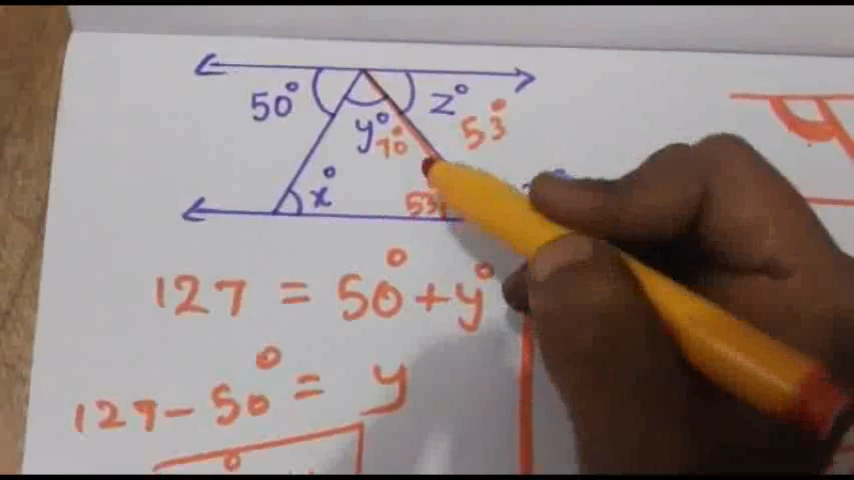 50° y° z° 53°
70°
x° 53
127 = 50° + y°
127 - 50° = y